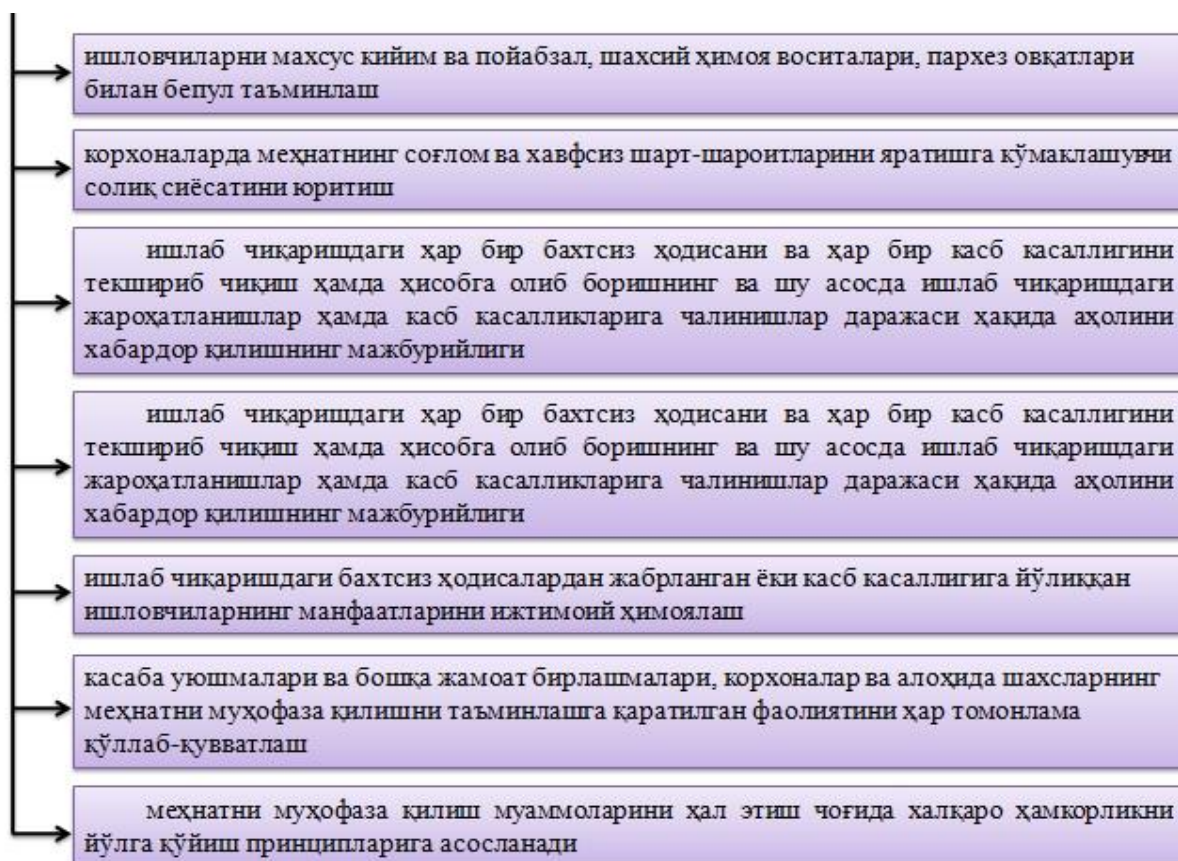 ишловчиларни махсус кийим ва пойабзал, шахсий ҳимоя воситалари, пархез овқатлари
билан бепул таъминлаш
корхоналарда меҳнатнинг соғлом ва хавфсиз шарт-шароитларини яратишга кўмаклашувчи
солиқ сиёсатини юритиш
ишлаб чиқаришдаги ҳар бир бахтсиз ҳодисани ва ҳар бир касб касаллигини
текшириб чиқиш ҳамда ҳисобга олиб боришнинг ва шу асосда ишлаб чиқаришдаги
жароҳатланишлар ҳамда касб касалликларига чалинишлар даражаси ҳақида аҳолини
хабардор қилишнинг мажбурийлиги
ишлаб чиқаришдаги ҳар бир бахтсиз ҳодисани ва ҳар бир касб касаллигини
текшириб чиқиш ҳамда ҳисобга олиб боришнинг ва шу асосда ишлаб чиқаришдаги
жароҳатланишлар ҳамда касб касалликларига чалинишлар даражаси ҳақида аҳолини
хабардор қилишнинг мажбурийлиги
ишлаб чиқаришдаги бахтсиз ҳодисалардан жабрланган ёки касб касаллигига йўлиққан
ишловчиларнинг манфаатларини ижтимоий ҳимоялаш
касаба уюшмалари ва бошқа жамоат бирлашмалари, корхоналар ва алоҳида шахсларнинг
меҳнатни муҳофаза қилишни таъминлашга қаратилган фаолиятини ҳар томонлама
қўллаб-қувватлаш
меҳнатни муҳофаза қилиш муаммоларини ҳал этиш чоғида халқаро ҳамкорликни
йўлга қўйиш принципларига асосланади